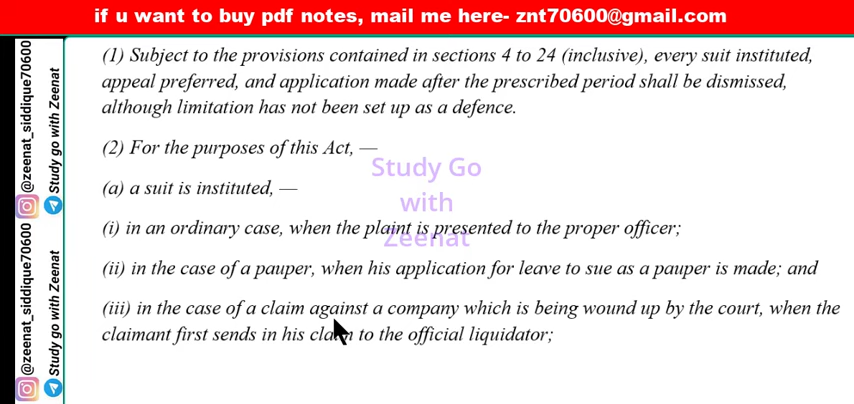 if u want to buy pdf notes, mail me here- znt70600@gmail.com
(1) Subject to the provisions contained in sections 4 to 24 (inclusive), every suit instituted,
appeal preferred, and application made after the prescribed period shall be dismissed,
although limitation has not been set up as a defence.
(2) For the purposes of this Act, —
(a) a suit is instituted, —
(i) in an ordinary case, when the plaint is presented to the proper officer;
(ii) in the case of a pauper, when his application for leave to sue as a pauper is made; and
(iii) in the case of a claim against a company which is being wound up by the court, when the
claimant first sends in his claim to the official liquidator;
Study Go
with
Zeenat
@zeenat_siddique70600
Study go with Zeenat
@zeenat_siddique70600
Study go with Zeenat